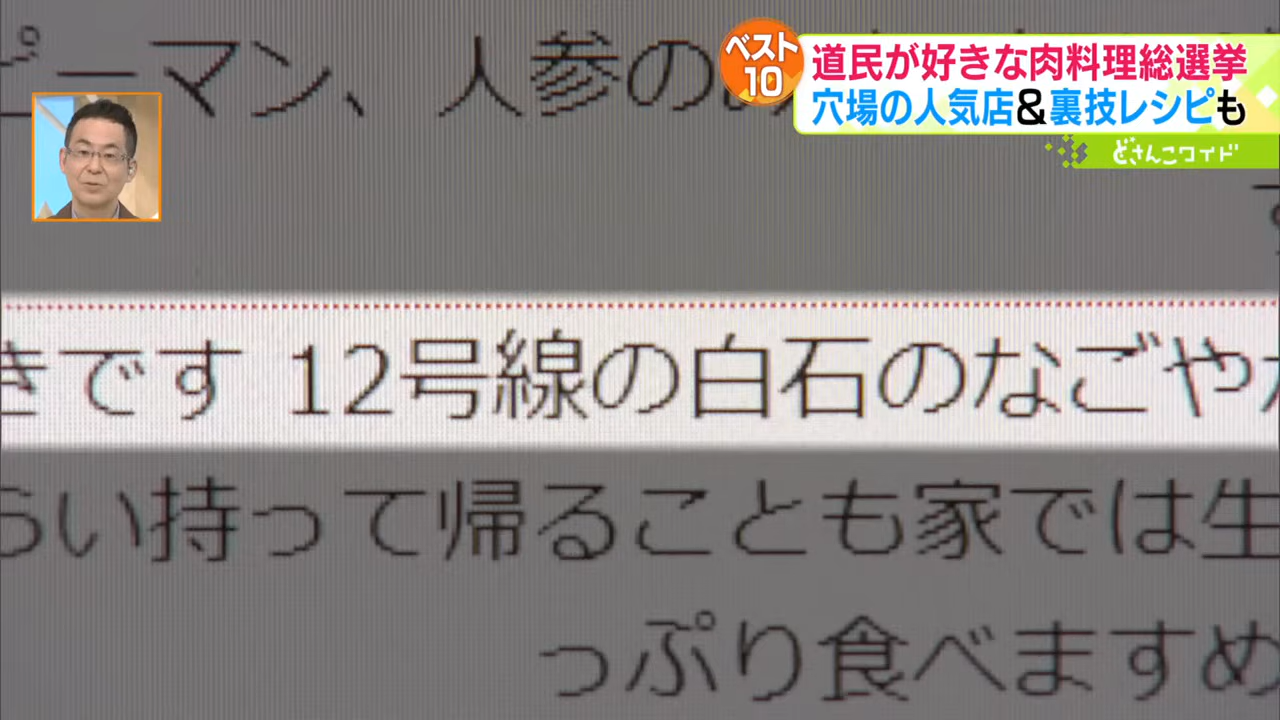 ベスト
10
道民が好きな肉料理総選挙
穴場の人気店&裏技レシピも
どさんこワイド
ピーマン、人参の
す
きです 12号線の白石のなごやか
らい持って帰ることも家では生
っぷり食べますめ